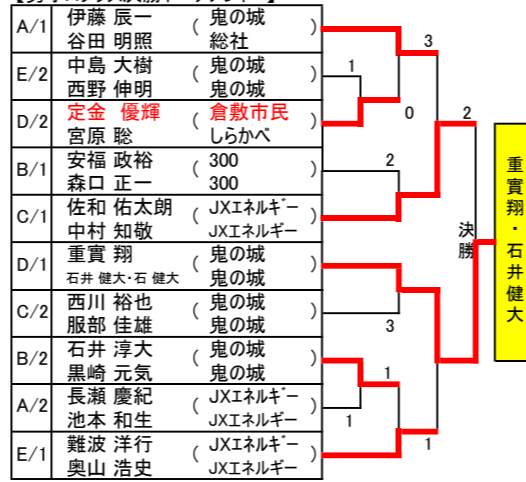 A/1 伊藤 辰一 ( 鬼の城 )
谷田 明照 総社
E/2 中島 大樹 ( 鬼の城 )
西野 伸明 鬼の城
D/2 定金 優輝 ( 倉敷市民 )
宮原 聡 しらかべ
B/1 安福 政裕 ( 300 )
森口 正一 300
C/1 佐和 佑太朗 ( JXエネルギー )
中村 知敬 JXエネルギー
D/1 重實 翔 ( 鬼の城 )
石井 健大・石 健大 鬼の城
C/2 西川 裕也 ( 鬼の城 )
服部 佳雄 鬼の城
B/2 石井 淳大 ( 鬼の城 )
黒崎 元気 鬼の城
A/2 長瀬 慶紀 ( JXエネルギー )
池本 和生 JXエネルギー
E/1 難波 洋行 ( JXエネルギー )
奥山 浩史 JXエネルギー
3
1
0
2
2
決勝
3
1
1
1
重實翔・石井健大